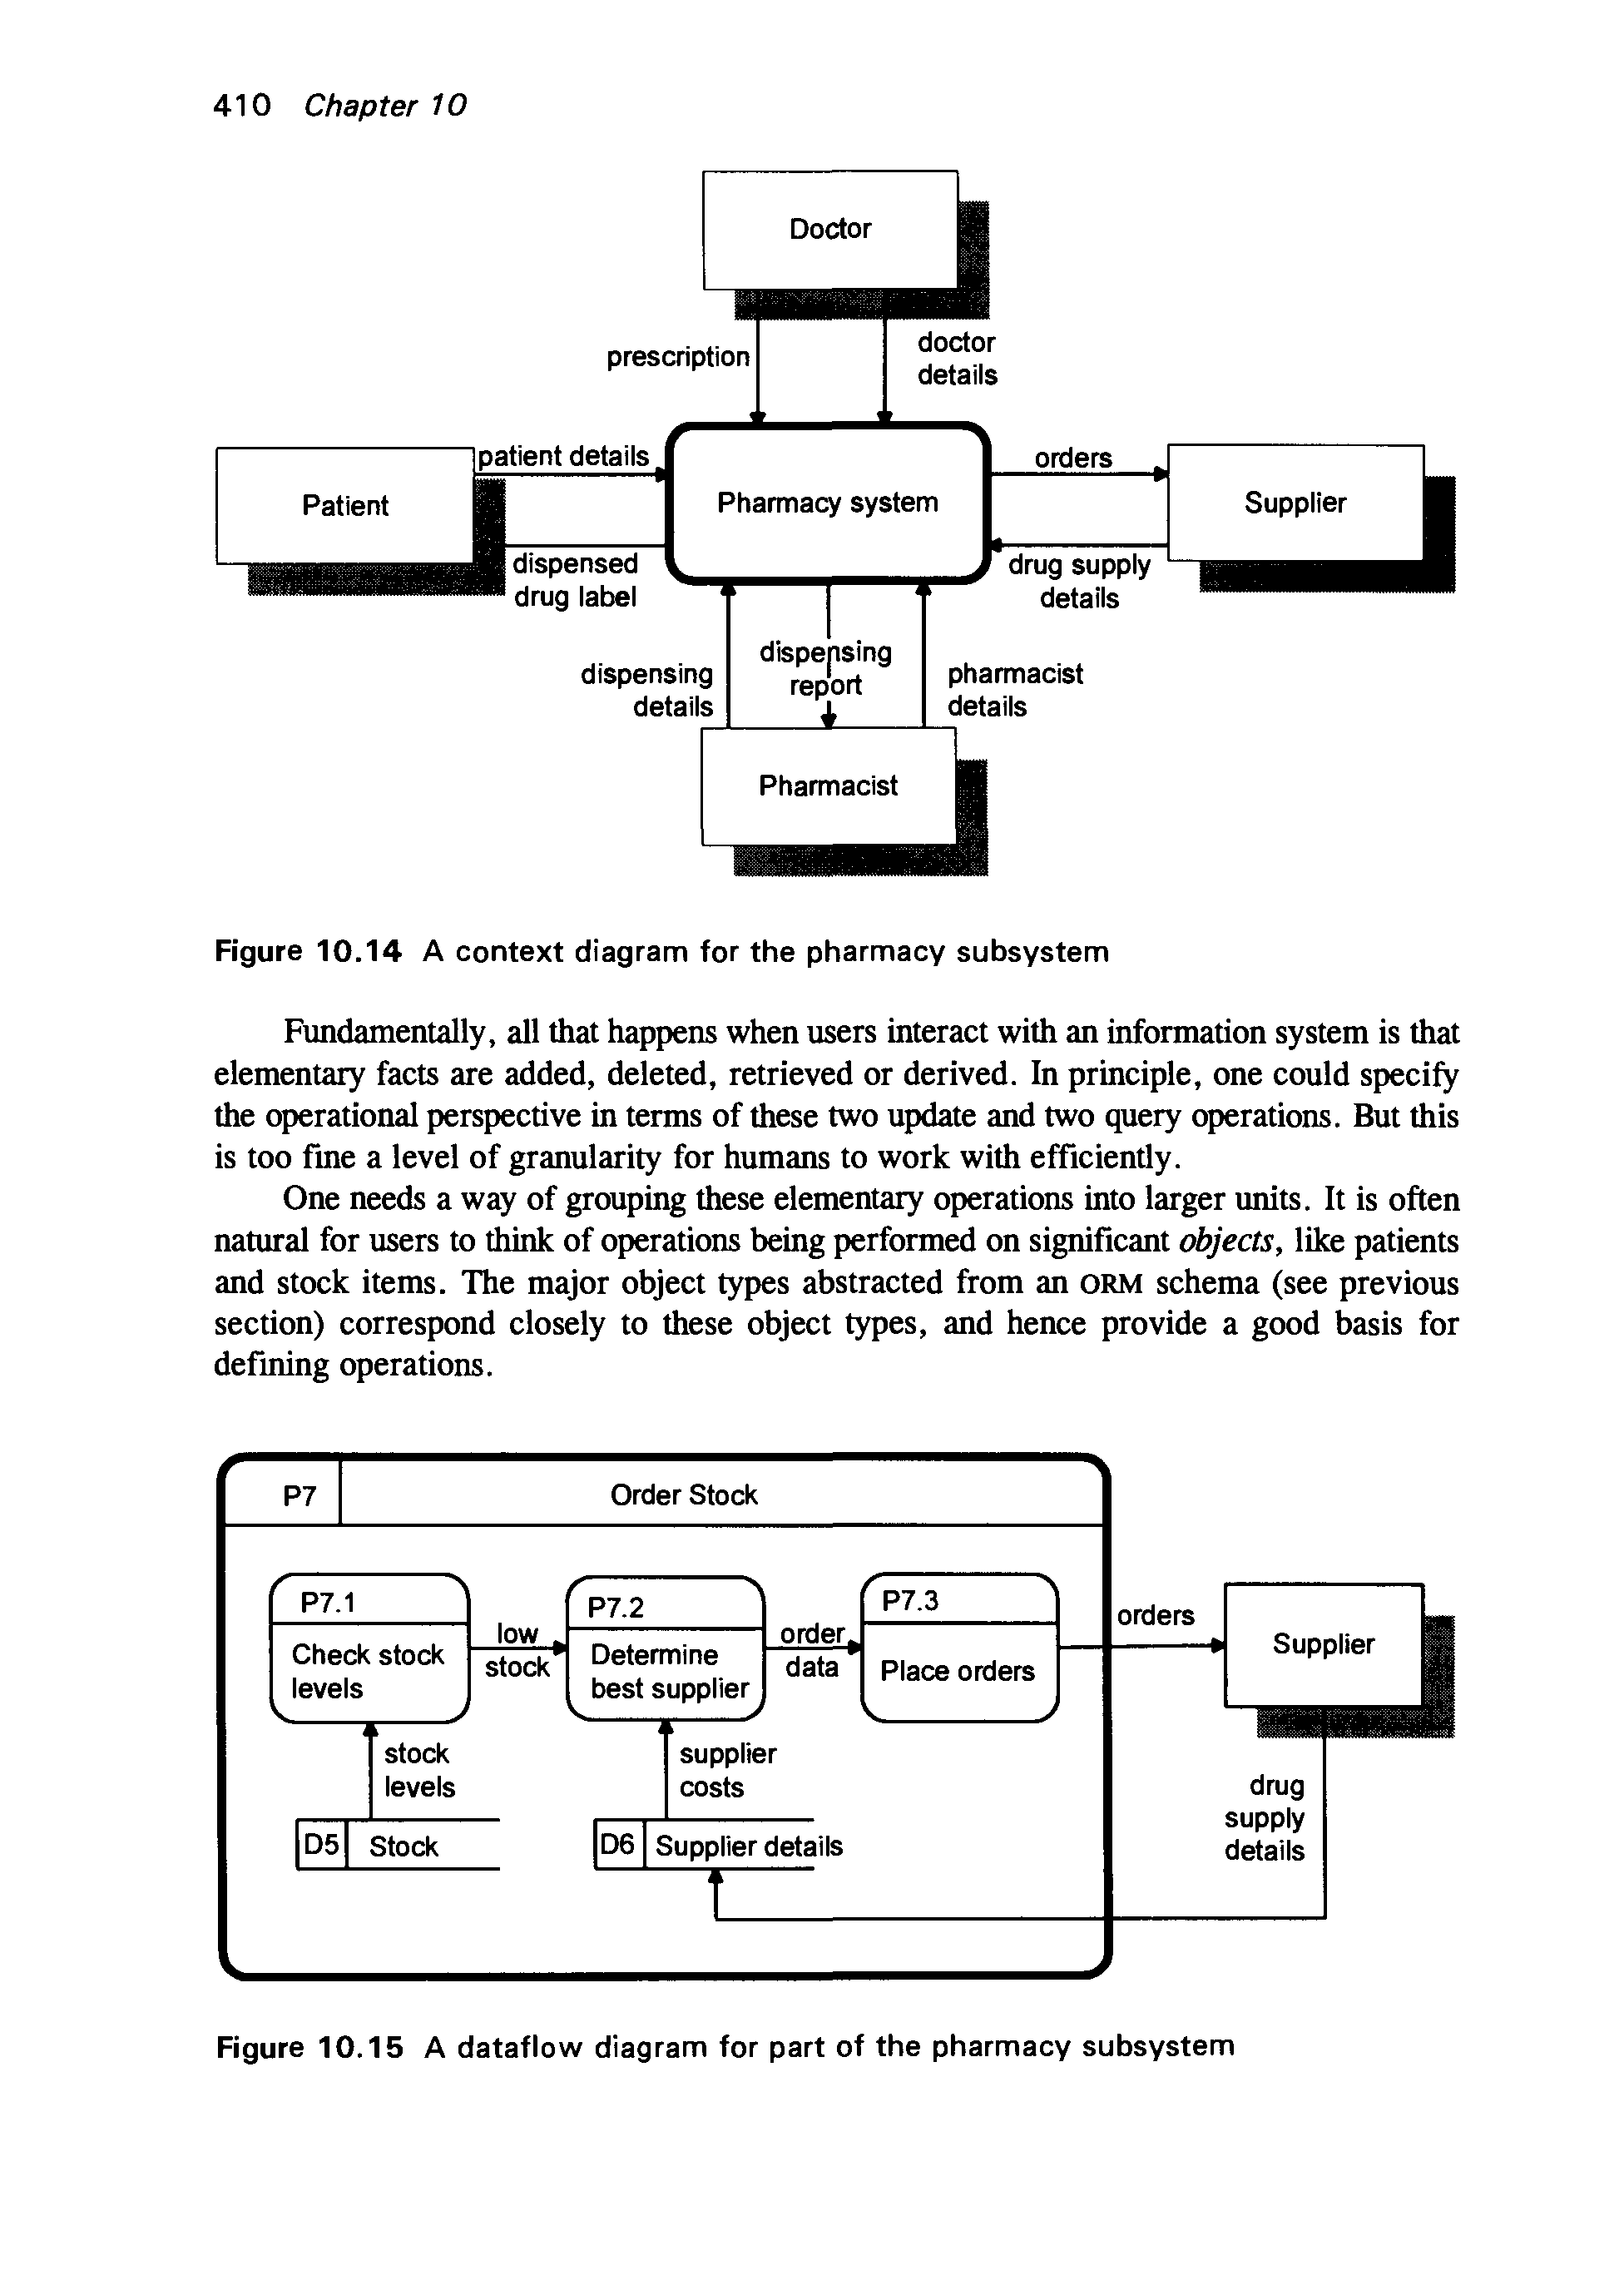 410 Chapter 10
Doctor
prescription
doctor
details
patient details
orders
Patient
Pharmacy system
Supplier
dispensed
drug label
drug supply
details
dispensing
details
dispensing
report
pharmacist
details
Pharmacist
Figure 10.14 A context diagram for the pharmacy subsystem
Fundamentally, all that happens when users interact with an information system is that
elementary facts are added, deleted, retrieved or derived. In principle, one could specify
the operational perspective in terms of these two update and two query operations. But this
is too fine a level of granularity for humans to work with efficiently.
One needs a way of grouping these elementary operations into larger units. It is often
natural for users to think of operations being performed on significant objects, like patients
and stock items. The major object types abstracted from an ORM schema (see previous
section) correspond closely to these object types, and hence provide a good basis for
defining operations.
P7
Order Stock
P7.1
Check stock
levels
low
stock
P7.2
Determine
best supplier
order
data
P7.3
Place orders
orders
Supplier
stock
levels
supplier
costs
drug
supply
details
D5 Stock
D6 Supplier details
Figure 10.15 A dataflow diagram for part of the pharmacy subsystem